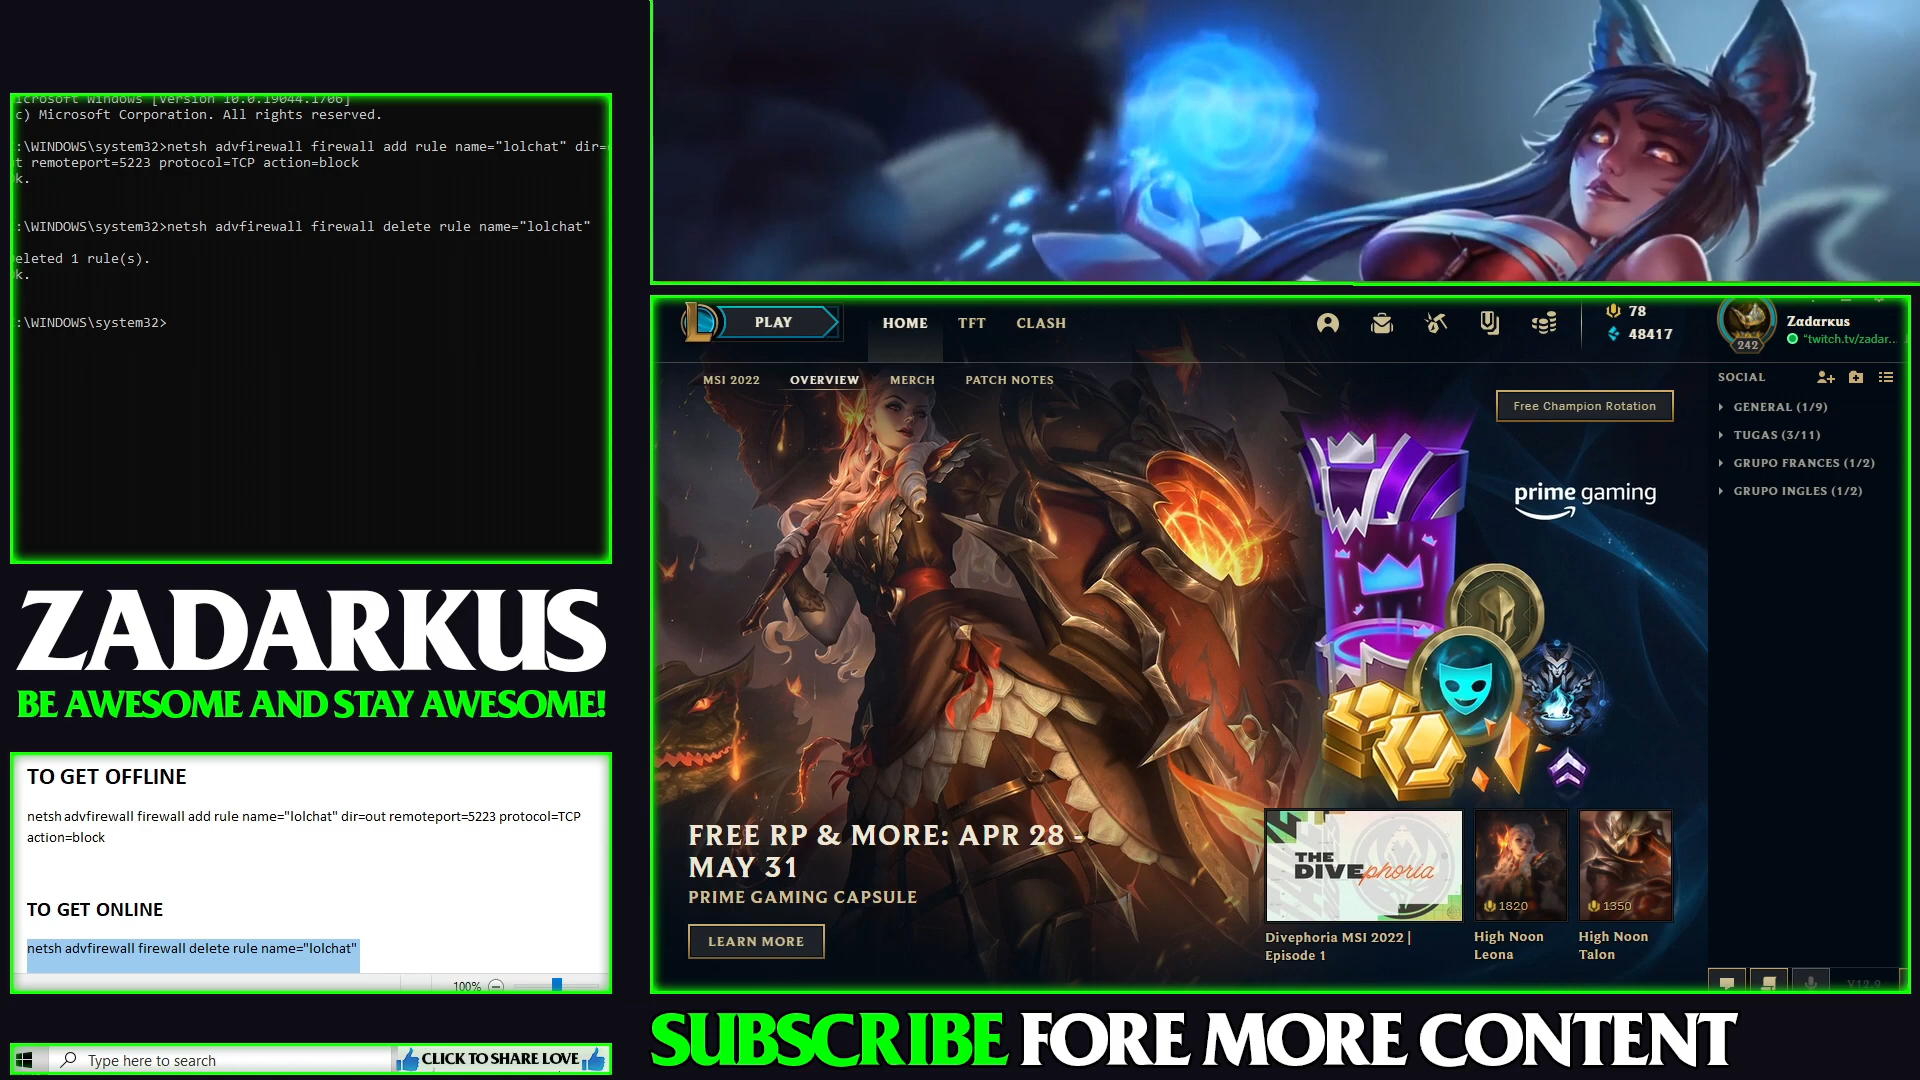 icrosoft Windows [Version 10.0.19044.1706]
c) Microsoft Corporation. All rights reserved.
:\WINDOWS\system32>netsh advfirewall firewall add rule name="lolchat" dir=
t remoteport=5223 protocol=TCP action=block
k.
:\WINDOWS\system32>netsh advfirewall firewall delete rule name="lolchat"
eleted 1 rule(s).
k.
:\WINDOWS\system32>
ZADARKUS
BE AWESOME AND STAY AWESOME!
TO GET OFFLINE
netsh advfirewall firewall add rule name="lolchat" dir=out remoteport=5223 protocol=TCP
action=block
TO GET ONLINE
netsh advfirewall firewall delete rule name="lolchat"
100%
Type here to search
CLICK TO SHARE LOVE
PLAY
HOME
TFT
CLASH
78
48417
242
Zadarkus
"twitch.tv/zadar...
MSI 2022
OVERVIEW
MERCH
PATCH NOTES
Free Champion Rotation
SOCIAL
GENERAL (1/9)
TUGAS (3/11)
GRUPO FRANCES (1/2)
GRUPO INGLES (1/2)
prime gaming
FREE RP & MORE: APR 28 -
MAY 31
PRIME GAMING CAPSULE
LEARN MORE
THE
DIVEphoria
Divephoria MSI 2022 |
Episode 1
1820
High Noon
Leona
1350
High Noon
Talon
V12.9
SUBSCRIBE FORE MORE CONTENT